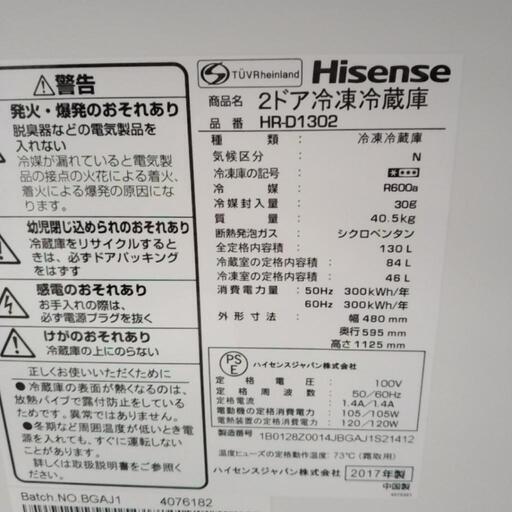 警告
発火・爆発のおそれあり
脱臭器などの電気製品を
入れない
冷媒が漏れていると電気製
品の接点の火花による着火、
着火による爆発の原因にな
ります。
幼児閉じ込められのおそれあり
冷蔵庫をリサイクルすると
きは、必ずドアパッキング
をはずす
感電のおそれあり
お手入れの際は、
必ず電源プラグを抜く
けがのおそれあり
冷蔵庫の上にのらない
正しくお使いいただくために
●冷蔵庫の表面が熱くなるのは、
放熱パイプで露付防止をしているた
めです。異常ではありません。
●冬期など周囲温度が低いとき電
源を入れても、すぐに運転しない
ことがあります。
詳しくは取扱説明書をご覧ください。
Batch.NO.BGAJ1 4076182
TÜVRheinland Hisense
商品名 2ドア冷凍冷蔵庫
品番 HR-D1302
種類：冷凍冷蔵庫
気候区分：N
冷凍庫の記号：
冷媒：R600a
冷媒封入量：30g
質量：40.5kg
断熱発泡ガス：シクロペンタン
全定格内容積：130 L
冷蔵室の定格内容積：84 L
冷凍室の定格内容積：46 L
消費電力量：50Hz 300kWh/年
60Hz 300kWh/年
外形寸法：幅 480 mm
奥行 595 mm
高さ 1125 mm
PSE ハイセンスジャパン株式会社
定格電圧：100V
定格周波数：50/60Hz
定格電流：1.4A/1.4A
電動機の定格消費電力：105/105W
電熱装置の定格消費電力：120/120W
製造番号：1B0128Z0014JBGAJ1S21412
温度ヒューズの定格動作温度：73℃（霜取用）
ハイセンスジャパン株式会社 2017年製
中国製